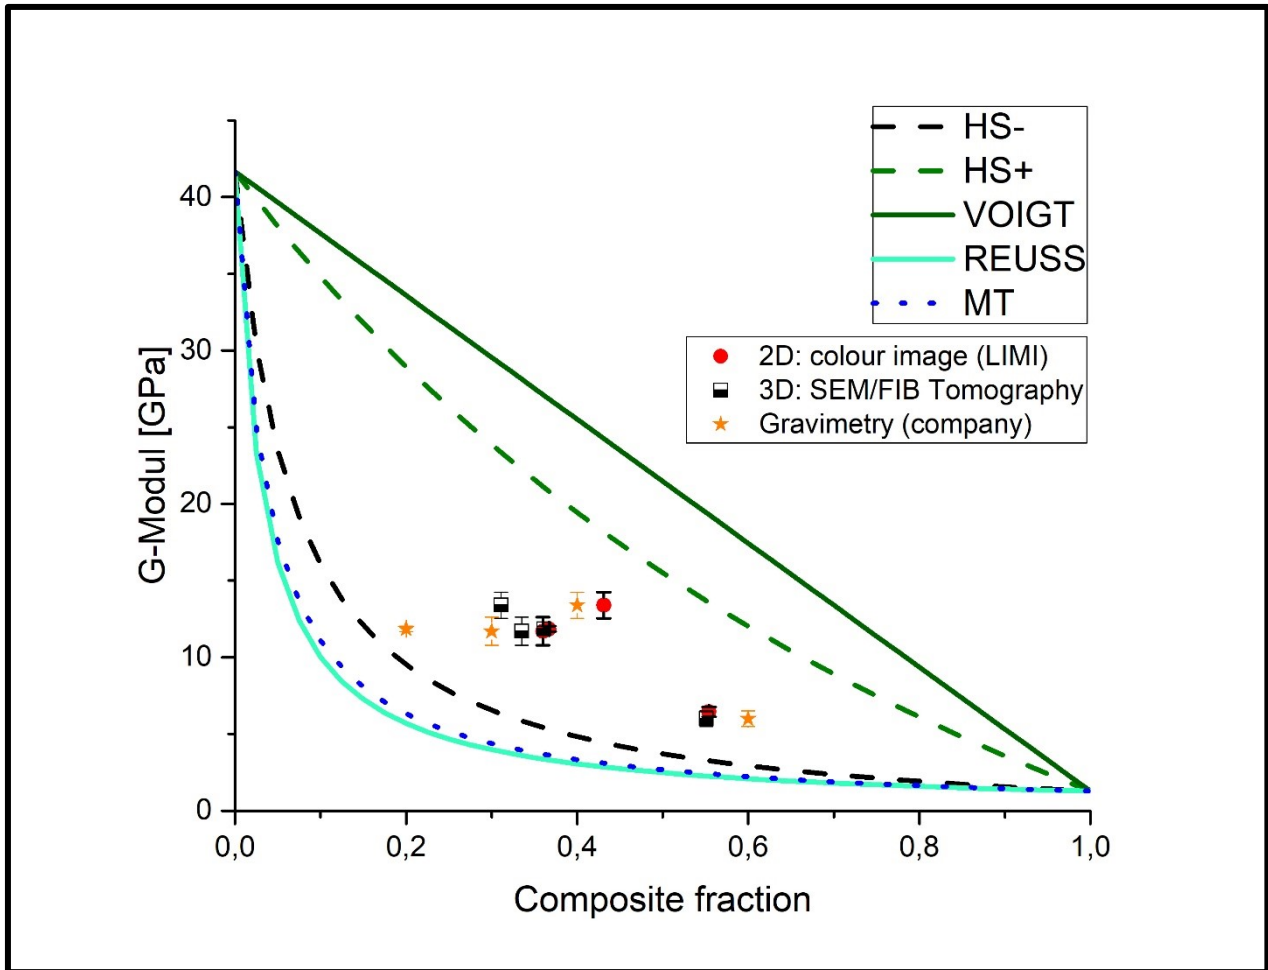 HS-
HS+
VOIGT
REUSS
MT
2D: colour image (LIMI)
3D: SEM/FIB Tomography
Gravimetry (company)
G-Modul [GPa]
40
30
20
10
0
0,0 0,2 0,4 0,6 0,8 1,0
Composite fraction